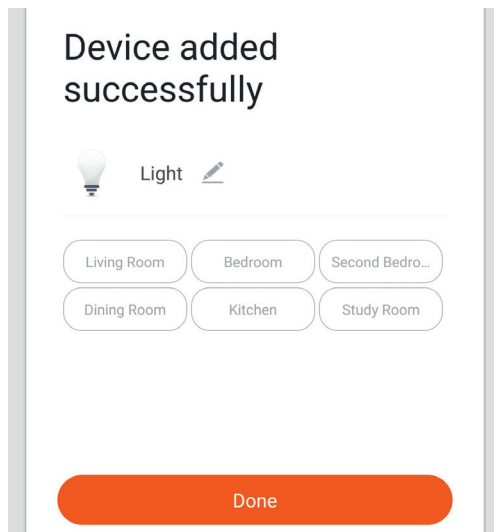 Device added
successfully
Light
Living Room Bedroom Second Bedro...
Dining Room Kitchen Study Room
Done